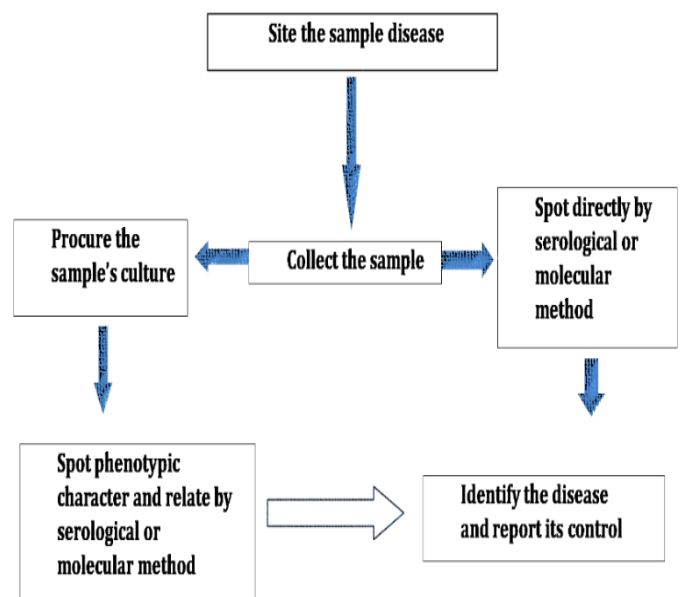 Site the sample disease
Procure the
sample's culture
Collect the sample
Spot directly by
serological or
molecular
method
Spot phenotypic
character and relate by
serological or
molecular method
Identify the disease
and report its control